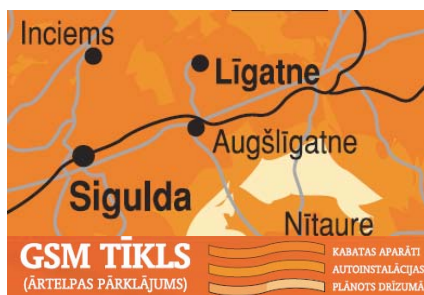 Inciems
Līgatne
Augšlīgatne
Sigulda
Nītaure
GSM TĪKLS
(ĀRTELPAS PĀRKLĀJUMS)
KABATAS APARĀTI
AUTOINSTALĀCIJAS
PLĀNOTS DRĪZUMĀ